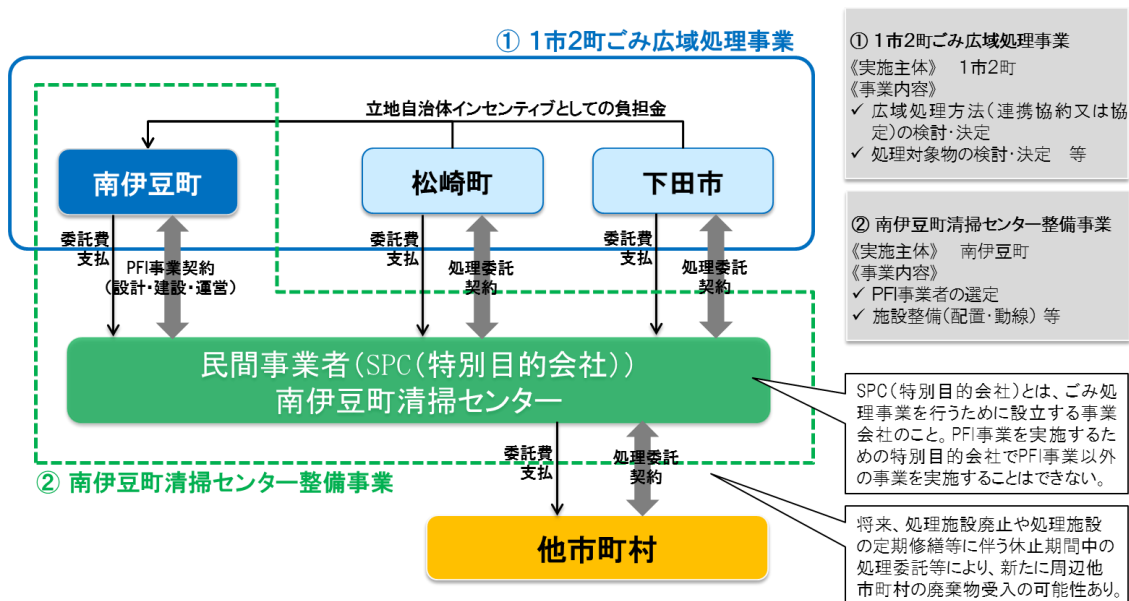 ① 1市2町ごみ広域処理事業
立地自治体インセンティブとしての負担金
南伊豆町
松崎町
下田市
委託費
支払
PFI事業契約
(設計・建設・運営)
委託費
支払
処理委託
契約
委託費
支払
処理委託
契約
民間事業者(SPC(特別目的会社))
南伊豆町清掃センター
委託費
支払
処理委託
契約
② 南伊豆町清掃センター整備事業
他市町村
① 1市2町ごみ広域処理事業
《実施主体》 1市2町
《事業内容》
✓ 広域処理方法(連携協約又は協
定)の検討・決定
✓ 処理対象物の検討・決定 等
② 南伊豆町清掃センター整備事業
《実施主体》 南伊豆町
《事業内容》
✓ PFI事業者の選定
✓ 施設整備(配置・動線) 等
SPC(特別目的会社)とは、ごみ処
理事業を行うために設立する事業
会社のこと。PFI事業を実施するた
めの特別目的会社でPFI事業以外
の事業を実施することはできない。
将来、処理施設廃止や処理施設
の定期修繕等に伴う休止期間中の
処理委託等により、新たに周辺他
市町村の廃棄物受入の可能性あり。